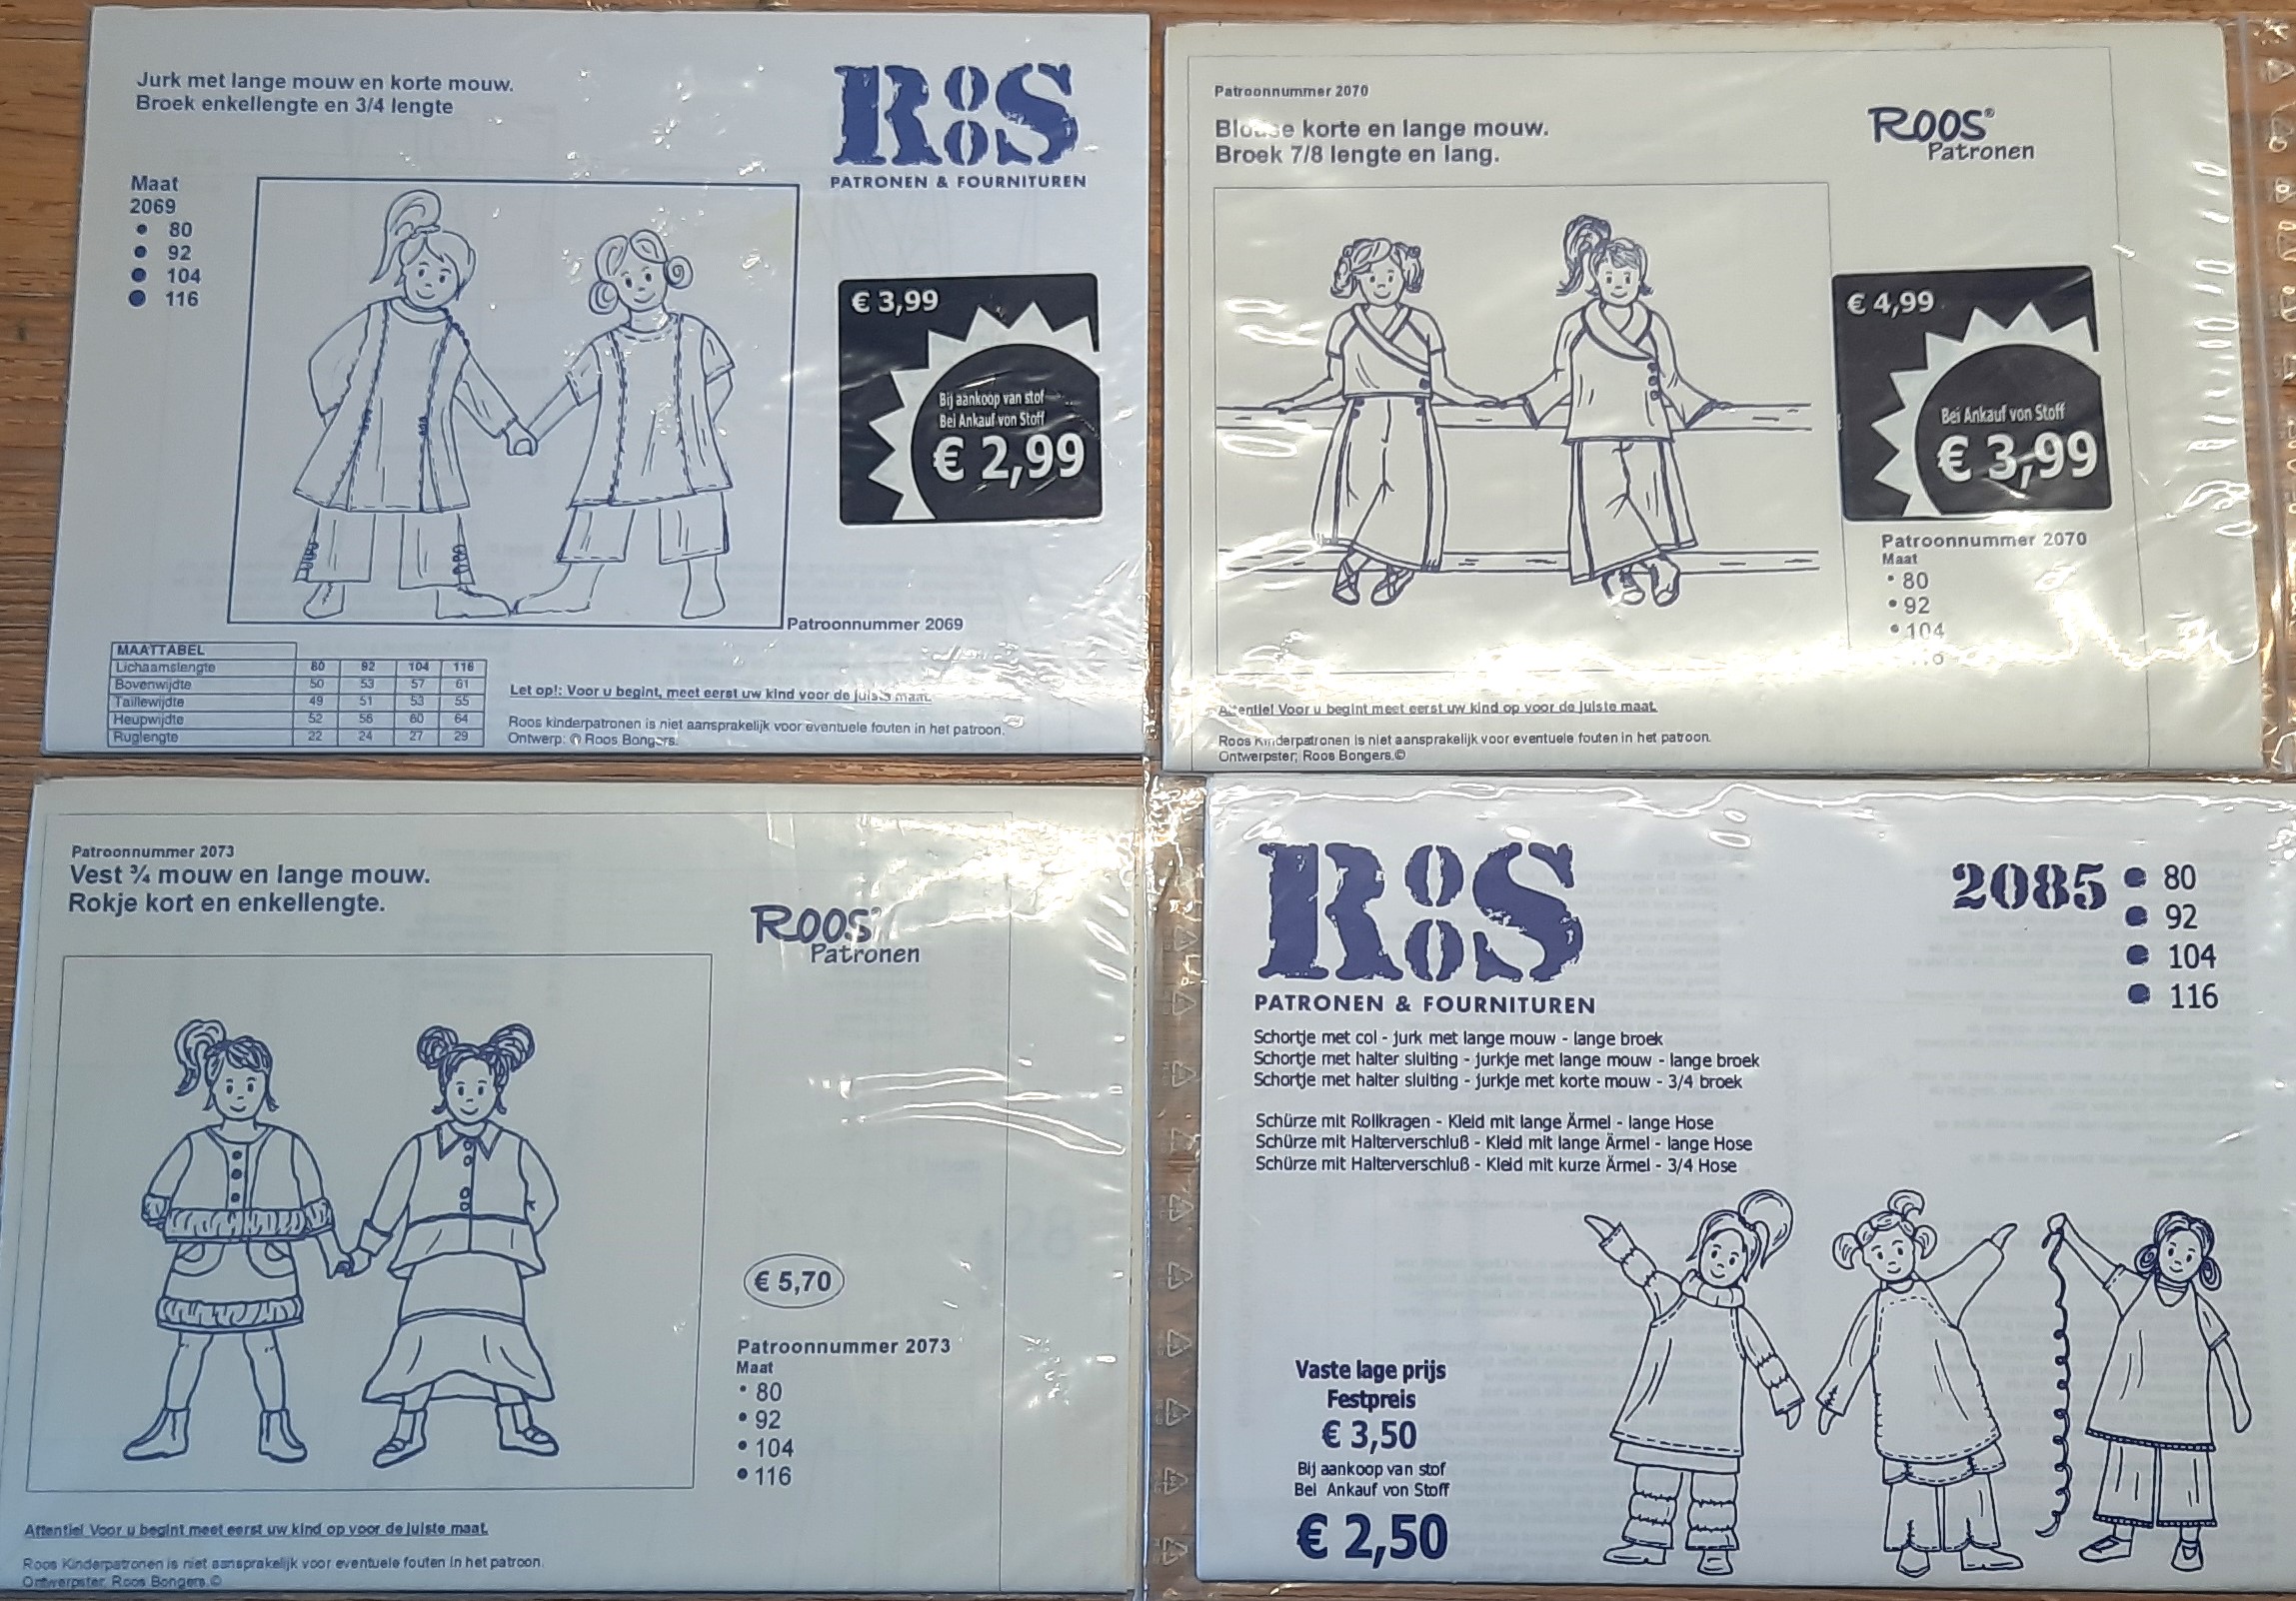 Jurk met lange mouw en korte mouw.
Broek enkellengte en 3/4 lengte
ROOS
PATRONEN & FOURNITUREN
Maat
2069
80
92
104
116
€ 3,99
Bij aankoop van stof
Bei Ankauf von Stoff
€ 2,99
Patroonnummer 2069
MAATTABEL
Lichaamslengte 80 92 104 116
Bovenwijdte 50 53 57 61
Taillewijdte 49 51 53 55
Heupwijdte 52 56 60 64
Ruglengte 22 24 27 29
Let op!: Voor u begint, meet eerst uw kind voor de juiste maat.
Roos kinderpatronen is niet aansprakelijk voor eventuele fouten in het patroon.
Ontwerp: © Roos Bongers.
Patroonnummer 2070
Blouse korte en lange mouw.
Broek 7/8 lengte en lang.
ROOS®
Patronen
€ 4,99
Bei Ankauf von Stoff
€ 3,99
Patroonnummer 2070
Maat
80
92
104
Attentie! Voor u begint meet eerst uw kind op voor de juiste maat.
Roos Kinderpatronen is niet aansprakelijk voor eventuele fouten in het patroon.
Ontwerpster; Roos Bongers.©
Patroonnummer 2073
Vest ¾ mouw en lange mouw.
Rokje kort en enkellengte.
ROOS®
Patronen
€ 5,70
Patroonnummer 2073
Maat
80
92
104
116
Attentie! Voor u begint meet eerst uw kind op voor de juiste maat.
Roos Kinderpatronen is niet aansprakelijk voor eventuele fouten in het patroon.
Ontwerpster; Roos Bongers.©
ROOS
PATRONEN & FOURNITUREN
2085
80
92
104
116
Schortje met col - jurk met lange mouw - lange broek
Schortje met halter sluiting - jurkje met lange mouw - lange broek
Schortje met halter sluiting - jurkje met korte mouw - 3/4 broek
Schürze mit Rollkragen - Kleid mit lange Ärmel - lange Hose
Schürze mit Halterverschluß - Kleid mit lange Ärmel - lange Hose
Schürze mit Halterverschluß - Kleid mit kurze Ärmel - 3/4 Hose
Vaste lage prijs
Festpreis
€ 3,50
Bij aankoop van stof
Bei Ankauf von Stoff
€ 2,50